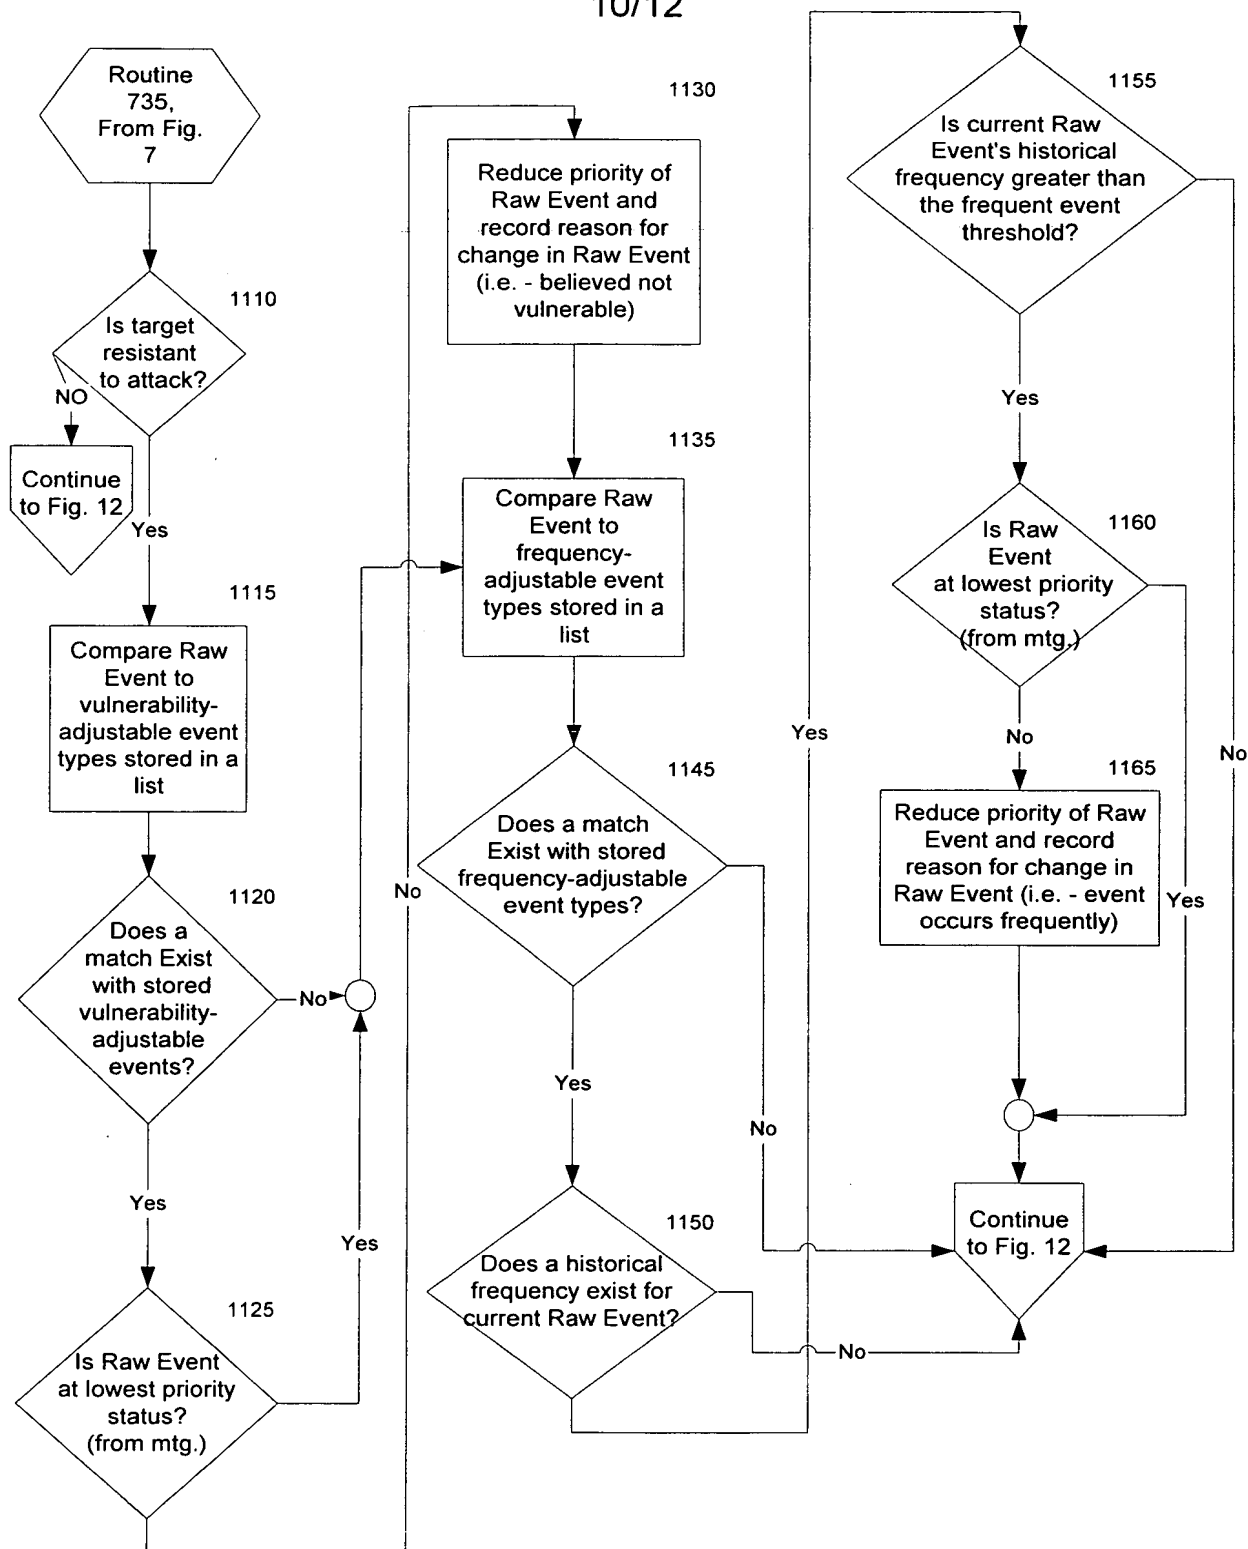 10/12
Routine
735,
From Fig.
7
1110
Is target
resistant
to attack?
NO
Continue
to Fig. 12
Yes
1115
Compare Raw
Event to
vulnerability-
adjustable event
types stored in a
list
1120
Does a
match Exist
with stored
vulnerability-
adjustable
events?
No
Yes
1125
Is Raw Event
at lowest priority
status?
(from mtg.)
Yes
No
1130
Reduce priority of
Raw Event and
record reason for
change in Raw Event
(i.e. - believed not
vulnerable)
1135
Compare Raw
Event to
frequency-
adjustable event
types stored in a
list
1145
Does a match
Exist with stored
frequency-adjustable
event types?
No
Yes
1150
Does a historical
frequency exist for
current Raw Event?
No
Yes
1155
Is current Raw
Event's historical
frequency greater than
the frequent event
threshold?
No
Yes
1160
Is Raw
Event
at lowest priority
status?
(from mtg.)
Yes
No
1165
Reduce priority of Raw
Event and record
reason for change in
Raw Event (i.e. - event
occurs frequently)
Continue
to Fig. 12